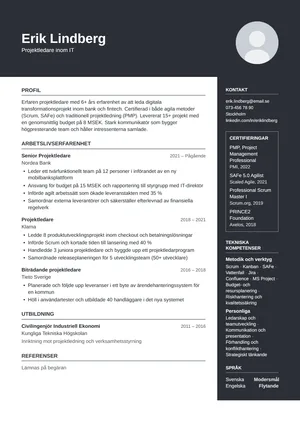 Erik Lindberg
Projektledare inom IT
PROFIL
Erfaren projektledare med 6+ års erfarenhet av att leda digitala
transformationsprojekt inom bank och fintech. Certifierad i både agila metoder
(Scrum, SAFe) och traditionell projektledning (PMP). Levererat 15+ projekt med
en genomsnittlig budget på 8 MSEK. Stark kommunikator som bygger
högpresterande team och håller intressenterna samlade.
ARBETSLIVSERFARENHET
Senior Projektledare 2021 – Pågående
Nordea Bank
• Leder ett tvärfunktionellt team på 12 personer i införandet av en ny
mobilbankplattform
• Ansvarig för budget på 15 MSEK och rapportering till styrgrupp med IT-direktör
• Införde agilt arbetssätt som ökade leveranstakten med 35 %
• Samordnar externa leverantörer och säkerställer efterlevnad av finansiella
regelverk
Projektledare 2018 – 2021
Klarna
• Ledde 8 produktutvecklingsprojekt inom checkout och betalningslösningar
• Införde Scrum och kortade tiden till lansering med 40 %
• Handledde 3 juniora projektledare och byggde upp ett projektledarprogram
• Samordnade releaseplaneringen för 5 utvecklingsteam (50+ utvecklare)
Biträdande projektledare 2016 – 2018
Tieto Sverige
• Planerade och följde upp leveranser i ett byte av ärendehanteringssystem för
en kommun
• Höll i användartester och utbildade 40 handläggare i det nya systemet
UTBILDNING
Civilingenjör Industriell Ekonomi 2011 – 2016
Kungliga Tekniska Högskolan
Inriktning mot projektledning och verksamhetsstyrning
REFERENSER
Lämnas på begäran
KONTAKT
erik.lindberg@email.se
073-456 78 90
Stockholm
linkedin.com/in/eriklindberg
CERTIFIERINGAR
PMP, Project
Management
Professional
PMI, 2022
SAFe 5.0 Agilist
Scaled Agile, 2021
Professional Scrum
Master I
Scrum.org, 2019
PRINCE2
Foundation
Axelos, 2018
TEKNISKA
KOMPETENSER
Metodik och verktyg
Scrum · Kanban · SAFe ·
Vattenfall · Jira ·
Confluence · MS Project ·
Budget- och
resursplanering ·
Riskhantering och
kvalitetssäkring
Personliga
Ledarskap och
teamutveckling ·
Kommunikation och
presentation ·
Förhandling och
konflikthantering ·
Strategiskt tänkande
SPRÅK
Svenska Modersmål
Engelska Flytande